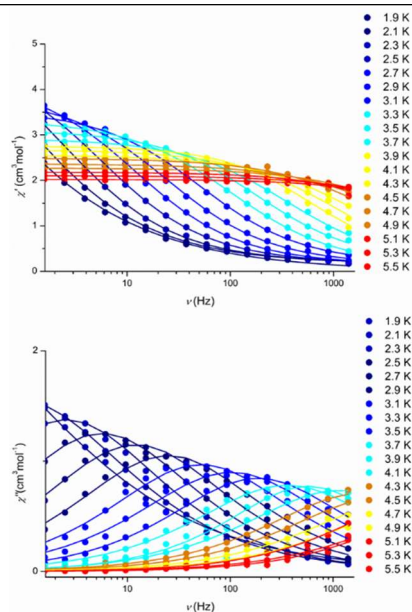 5
4
3
2
1
0
χ' (cm³mol⁻¹)
10
100
1000
ν (Hz)
1.9 K
2.1 K
2.3 K
2.5 K
2.7 K
2.9 K
3.1 K
3.3 K
3.5 K
3.7 K
3.9 K
4.1 K
4.3 K
4.5 K
4.7 K
4.9 K
5.1 K
5.3 K
5.5 K
2
0
χ''(cm³mol⁻¹)
10
100
1000
ν (Hz)
1.9 K
2.1 K
2.3 K
2.5 K
2.7 K
2.9 K
3.1 K
3.3 K
3.5 K
3.7 K
3.9 K
4.1 K
4.3 K
4.5 K
4.7 K
4.9 K
5.1 K
5.3 K
5.5 K